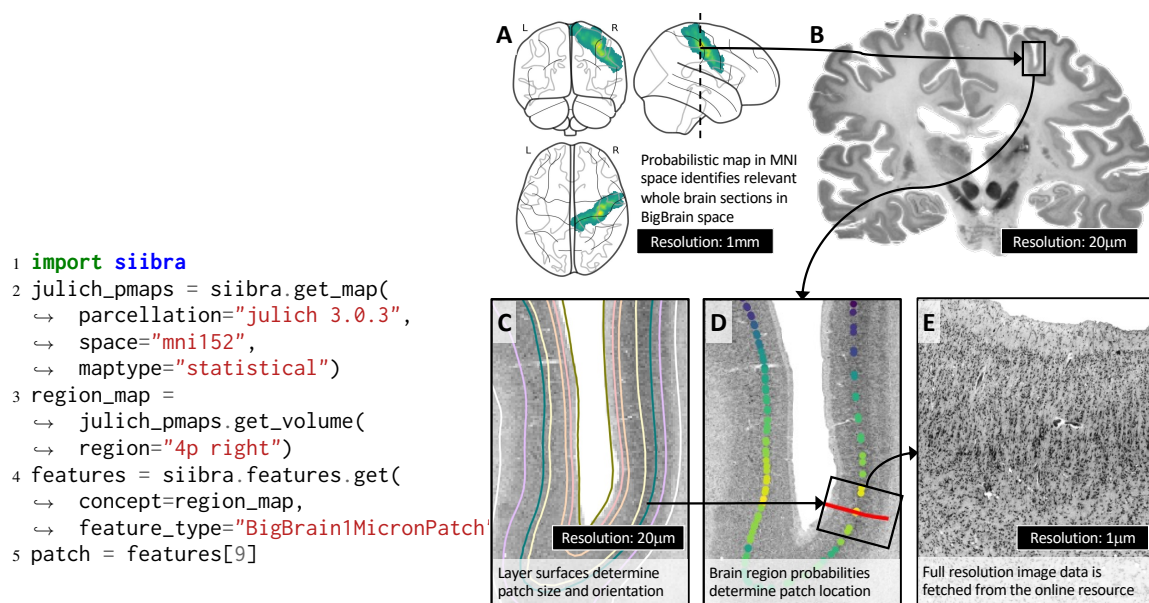 1 import siibra
2 julich_pmaps = siibra.get_map(
↪ parcellation="julich 3.0.3",
↪ space="mni152",
↪ maptype="statistical")
3 region_map =
↪ julich_pmaps.get_volume(
↪ region="4p right")
4 features = siibra.features.get(
↪ concept=region_map,
↪ feature_type="BigBrain1MicronPatch"
5 patch = features[9]
A
L R
L R
Probabilistic map in MNI
space identifies relevant
whole brain sections in
BigBrain space
Resolution: 1mm
B
Resolution: 20μm
C
Resolution: 20μm
Layer surfaces determine
patch size and orientation
D
Brain region probabilities
determine patch location
E
Resolution: 1μm
Full resolution image data is
fetched from the online resource